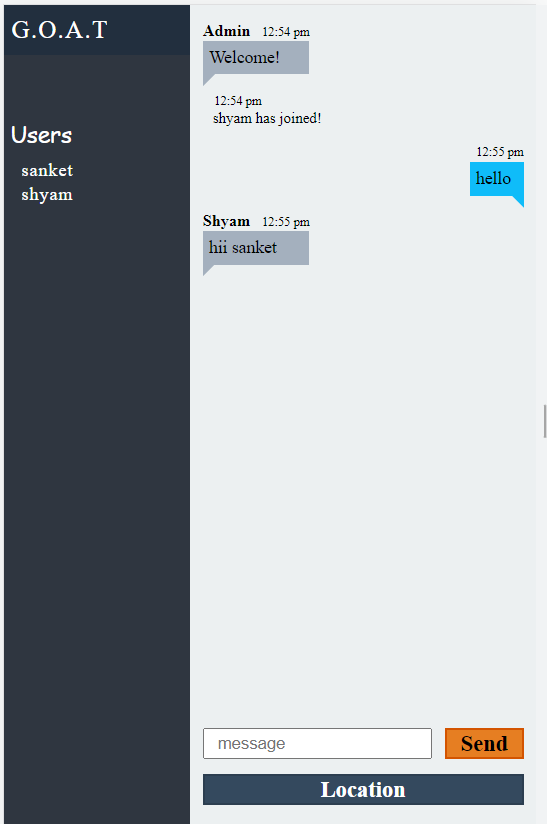 G.O.A.T
Users
sanket
shyam
Admin 12:54 pm
Welcome!
12:54 pm
shyam has joined!
12:55 pm
hello
Shyam 12:55 pm
hii sanket
message
Send
Location